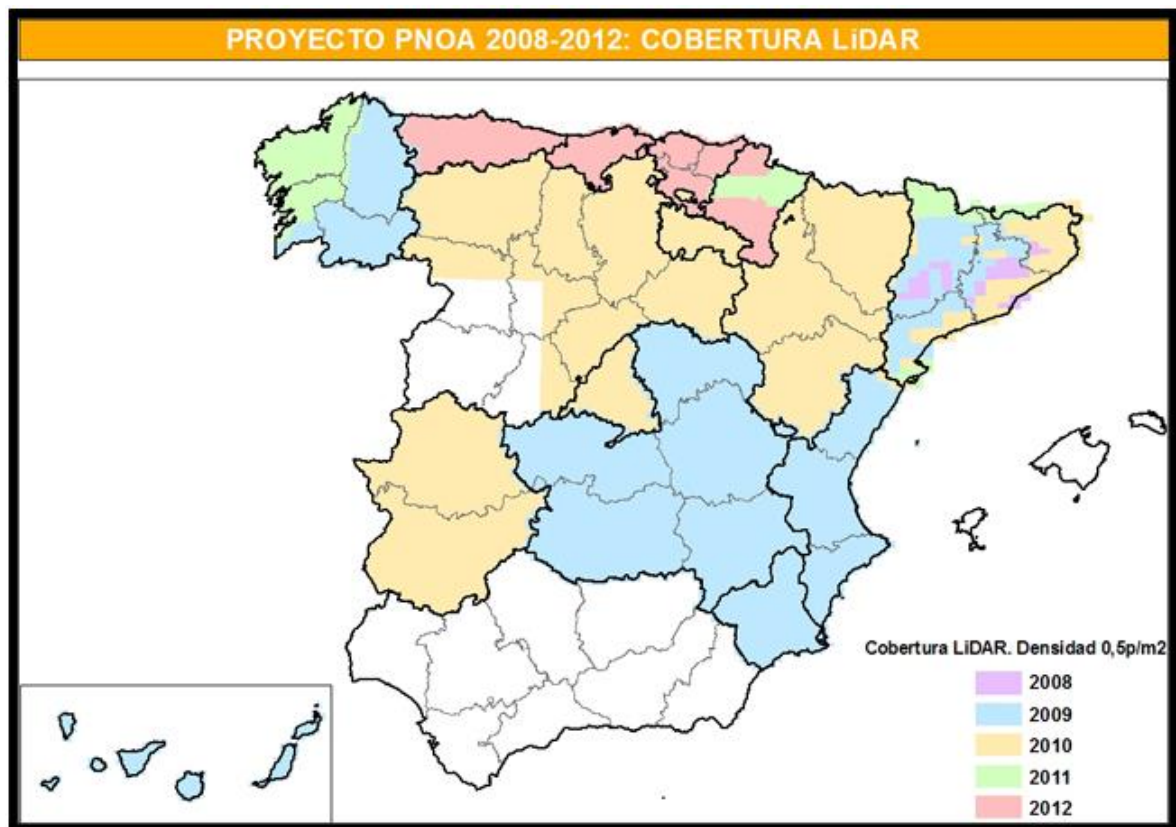 PROYECTO PNOA 2008-2012: COBERTURA LiDAR
Cobertura LiDAR. Densidad 0,5p/m2
2008
2009
2010
2011
2012